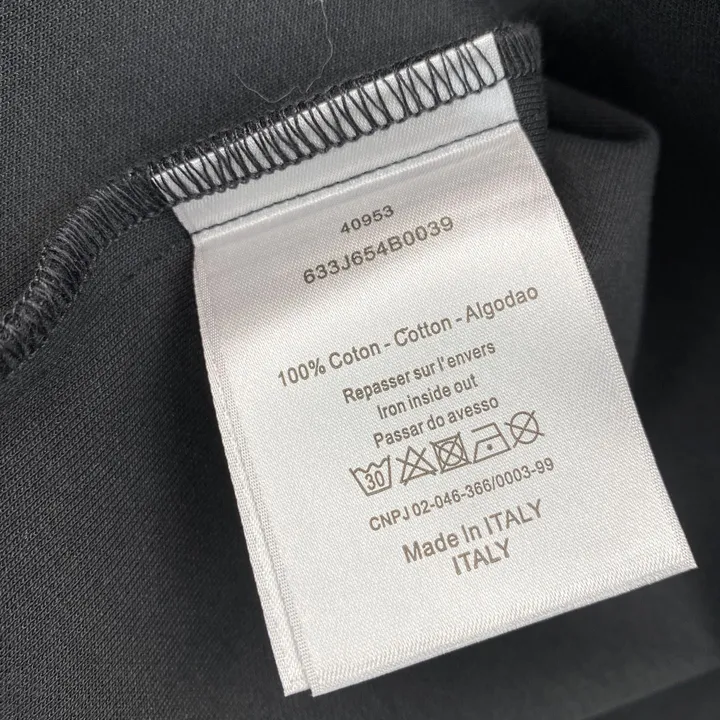 40953
633J654B0039
100% Coton - Cotton - Algodao
Repasser sur l'envers
Iron inside out
Passar do avesso
30
CNPJ 02-046-366/0003-99
Made In ITALY
ITALY